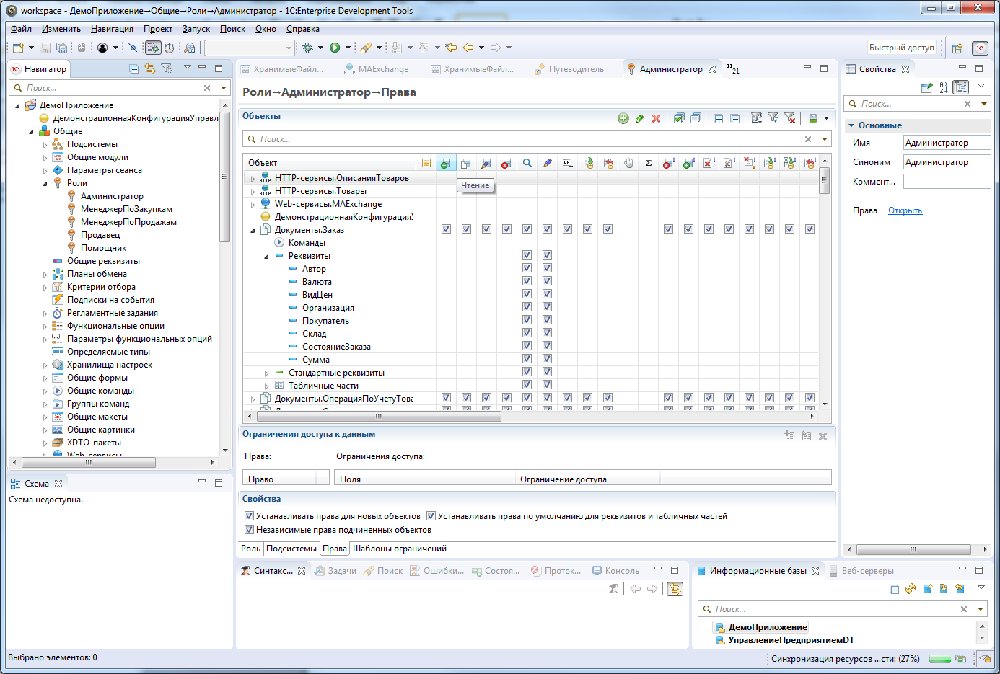 workspace - ДемоПриложение→Общие→Роли→Администратор - 1C:Enterprise Development Tools
Файл Изменить Навигация Проект Запуск Поиск Окно Справка
Быстрый доступ
Навигатор
Поиск...
ДемоПриложение
ДемонстрационнаяКонфигурацияУправл
Общие
Подсистемы
Общие модули
Параметры сеанса
Роли
Администратор
МенеджерПоЗакупкам
МенеджерПоПродажам
Продавец
Помощник
Общие реквизиты
Планы обмена
Критерии отбора
Подписки на события
Регламентные задания
Функциональные опции
Параметры функциональных опций
Определяемые типы
Хранилища настроек
Общие формы
Общие команды
Группы команд
Общие макеты
Общие картинки
XDTO-пакеты
Web-сервисы
Схема
Схема недоступна.
ХранимыеФайл... MAExchange ХранимыеФайл... Путеводитель Администратор »21
Роли→Администратор→Права
Объекты
Поиск...
Объект
HTTP-сервисы.ОписанияТоваров
Чтение
HTTP-сервисы.Товары
Web-сервисы.MAExchange
ДемонстрационнаяКонфигурацияУ
Документы.Заказ
Команды
Реквизиты
Автор
Валюта
ВидЦен
Организация
Покупатель
Склад
СостояниеЗаказа
Сумма
Стандартные реквизиты
Табличные части
Документы.ОперацияПоУчетуТова
Ограничения доступа к данным
Права: Ограничения доступа:
Право Поля Ограничение доступа
Свойства
Устанавливать права для новых объектов Устанавливать права по умолчанию для реквизитов и табличных частей
Независимые права подчиненных объектов
Роль Подсистемы Права Шаблоны ограничений
Синтакс... Задачи Поиск Ошибки... Состоя... Проток... Консоль
Свойства
Поиск...
Основные
Имя Администратор
Синоним Администратор
Коммент...
Права Открыть
Информационные базы Веб-серверы
Поиск...
ДемоПриложение
УправлениеПредприятиемDT
Выбрано элементов: 0
Синхронизация ресурсов ...сти: (27%)